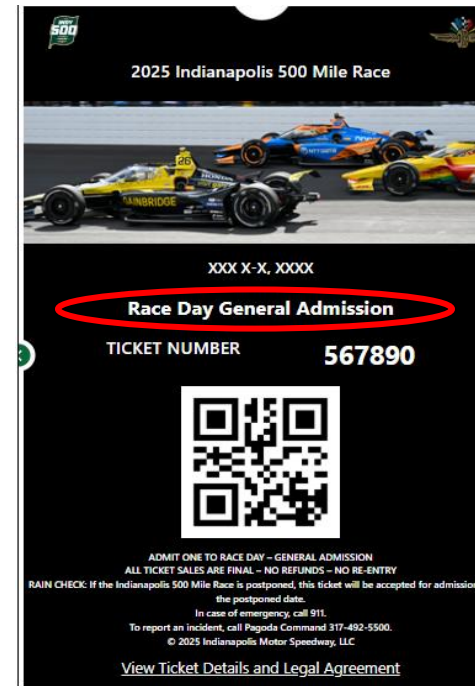 INDY
500
2025 Indianapolis 500 Mile Race
26
HONDA
GAINBRIDGE
XXX X-X, XXXX
Race Day General Admission
TICKET NUMBER 567890
ADMIT ONE TO RACE DAY – GENERAL ADMISSION
ALL TICKET SALES ARE FINAL – NO REFUNDS – NO RE-ENTRY
RAIN CHECK: If the Indianapolis 500 Mile Race is postponed, this ticket will be accepted for admission
the postponed date.
In case of emergency, call 911.
To report an incident, call Pagoda Command 317-492-5500.
© 2025 Indianapolis Motor Speedway, LLC
View Ticket Details and Legal Agreement